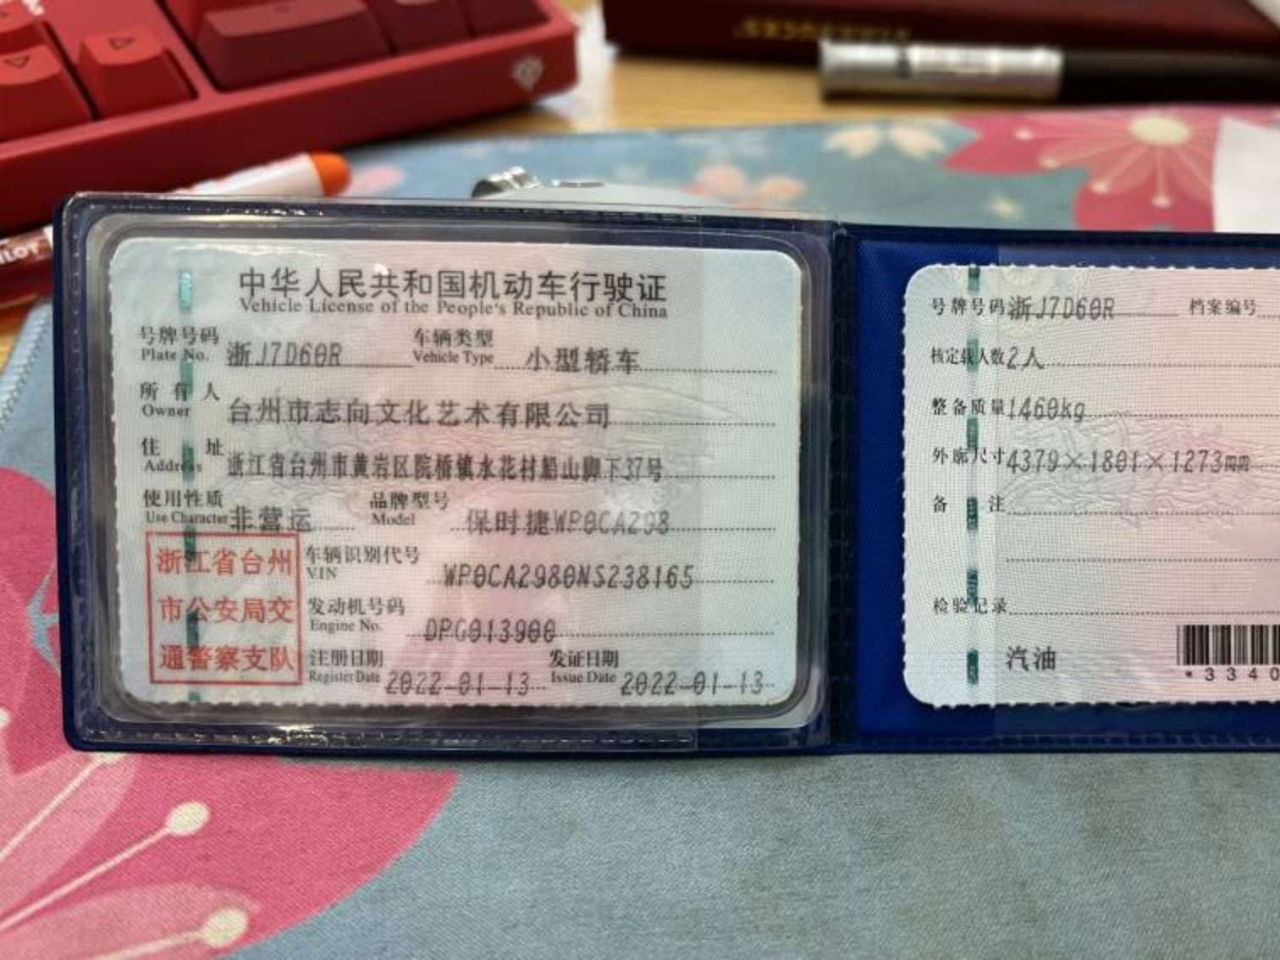 中华人民共和国机动车行驶证
Vehicle License of the People's Republic of China
号牌号码 浙J7D60R 车辆类型 小型轿车
Plate No. Vehicle Type
所有人 台州市志向文化艺术有限公司
Owner
住址 浙江省台州市黄岩区院桥镇水花村船山脚下37号
Address
使用性质 非营运 品牌型号 保时捷WP0CA298
Use Character Model
浙江省台州
市公安局交
通警察支队
车辆识别代号 WP0CA2980NS238165
VIN
发动机号码 DPG013900
Engine No.
注册日期 2022-01-13 发证日期 2022-01-13
Register Date Issue Date
号牌号码 浙J7D60R 档案编号
核定载人数 2人
整备质量 1460kg
外廓尺寸 4379×1801×1273mm
备注
检验记录
汽油
*3340
PILOT